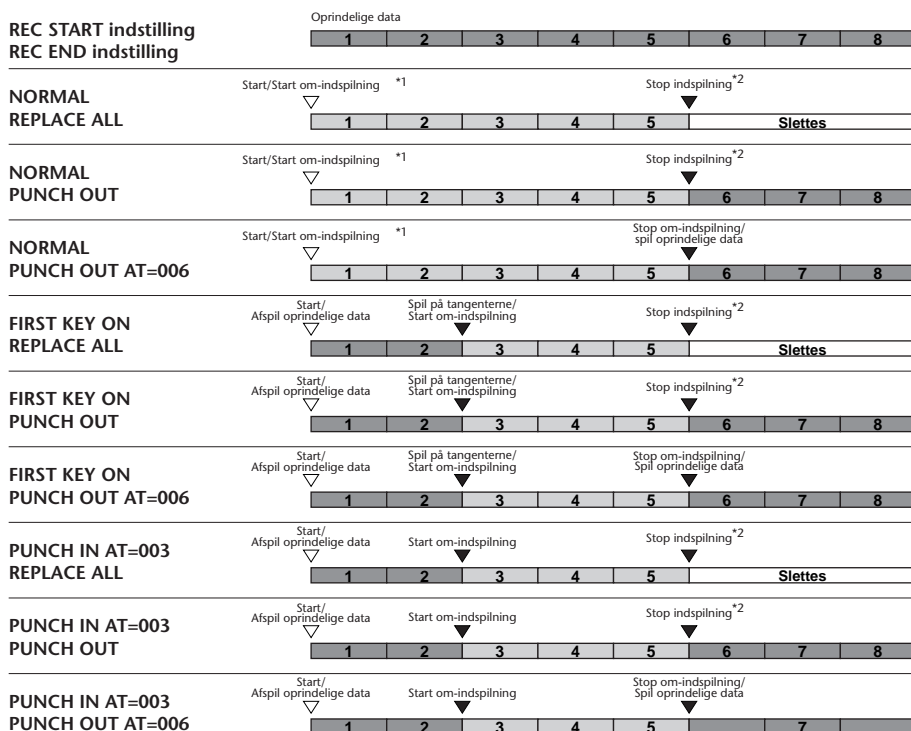 Oprindelige data
REC START indstilling
REC END indstilling
1 2 3 4 5 6 7 8
Start/Start om-indspilning *1
Stop indspilning*2
NORMAL
REPLACE ALL
1 2 3 4 5 Slettes
Start/Start om-indspilning *1
Stop indspilning*2
NORMAL
PUNCH OUT
1 2 3 4 5 6 7 8
Start/Start om-indspilning *1
Stop om-indspilning/
spil oprindelige data
NORMAL
PUNCH OUT AT=006
1 2 3 4 5 6 7 8
Start/
Afspil oprindelige data
Spil på tangenterne/
Start om-indspilning
Stop indspilning*2
FIRST KEY ON
REPLACE ALL
1 2 3 4 5 Slettes
Start/
Afspil oprindelige data
Spil på tangenterne/
Start om-indspilning
Stop indspilning*2
FIRST KEY ON
PUNCH OUT
1 2 3 4 5 6 7 8
Start/
Afspil oprindelige data
Spil på tangenterne/
Start om-indspilning
Stop om-indspilning/
Spil oprindelige data
FIRST KEY ON
PUNCH OUT AT=006
1 2 3 4 5 6 7 8
Start/
Afspil oprindelige data
Start om-indspilning
Stop indspilning*2
PUNCH IN AT=003
REPLACE ALL
1 2 3 4 5 Slettes
Start/
Afspil oprindelige data
Start om-indspilning
Stop indspilning*2
PUNCH IN AT=003
PUNCH OUT
1 2 3 4 5 6 7 8
Start/
Afspil oprindelige data
Start om-indspilning
Stop om-indspilning/
Spil oprindelige data
PUNCH IN AT=003
PUNCH OUT AT=006
1 2 3 4 5 7